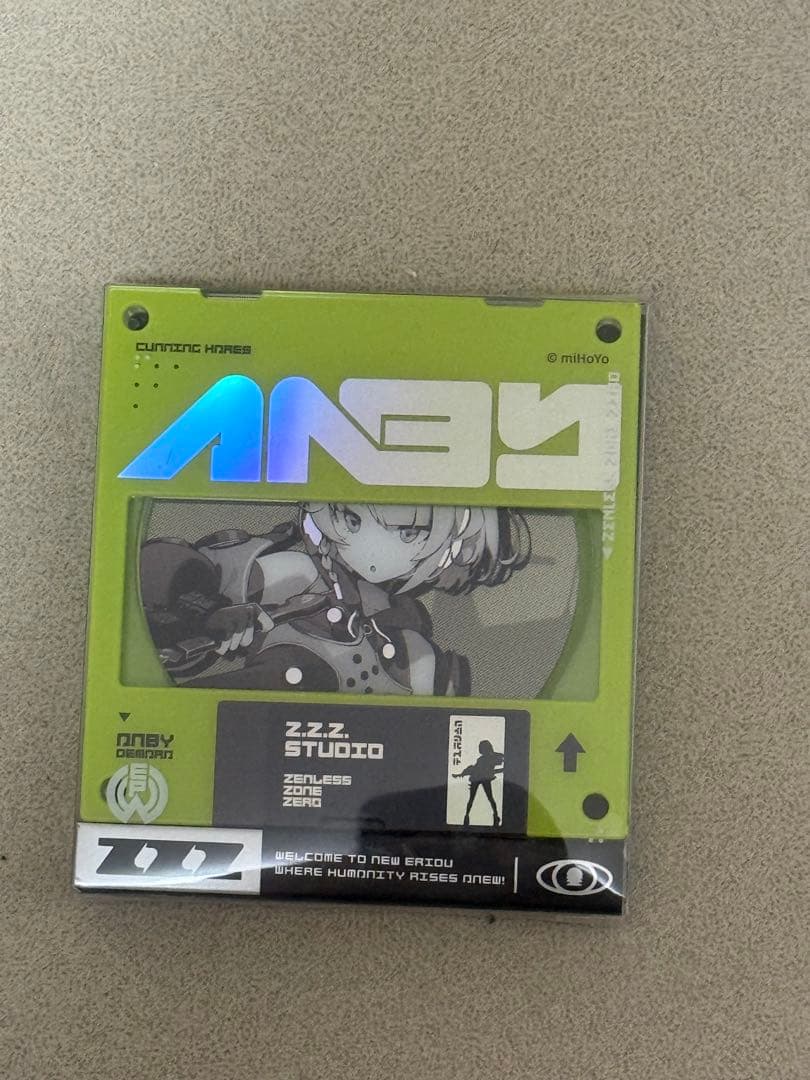 CUNNING HARES
© miHoYo
ANBY
ANBY
DEMARA
Z.Z.Z.
STUDIO
ZENLESS
ZONE
ZERO
ZZZ
WELCOME TO NEW ERIDU
WHERE HUMANITY RISES ANEW!